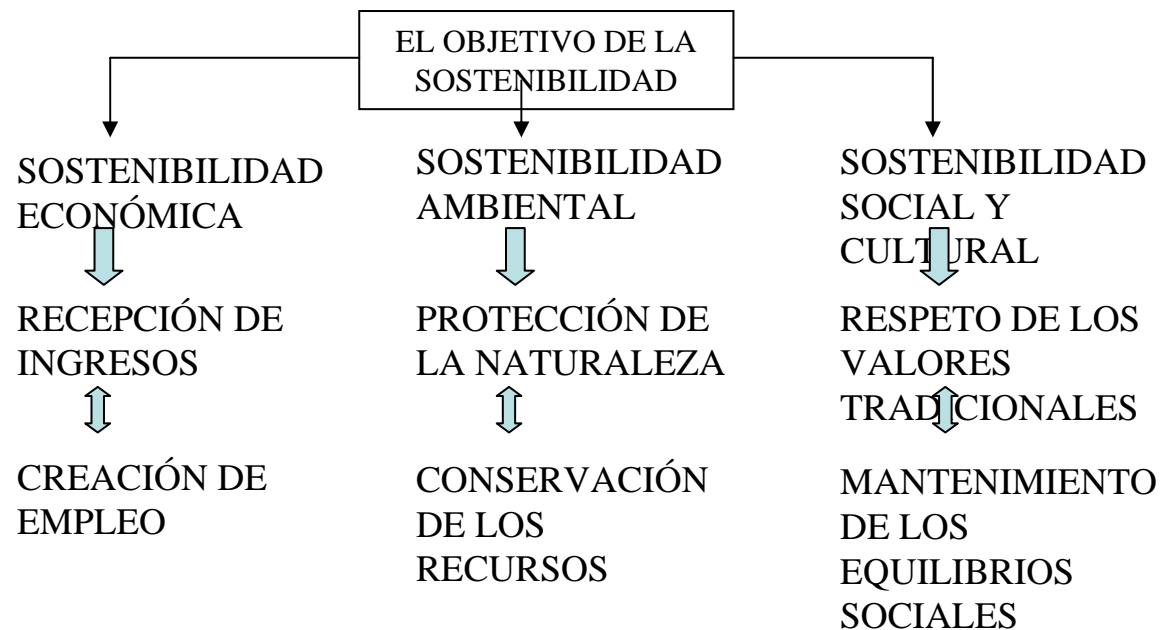 EL OBJETIVO DE LA
SOSTENIBILIDAD
SOSTENIBILIDAD
ECONÓMICA
RECEPCIÓN DE
INGRESOS
CREACIÓN DE
EMPLEO
SOSTENIBILIDAD
AMBIENTAL
PROTECCIÓN DE
LA NATURALEZA
CONSERVACIÓN
DE LOS
RECURSOS
SOSTENIBILIDAD
SOCIAL Y
CULTURAL
RESPETO DE LOS
VALORES
TRADICIONALES
MANTENIMIENTO
DE LOS
EQUILIBRIOS
SOCIALES